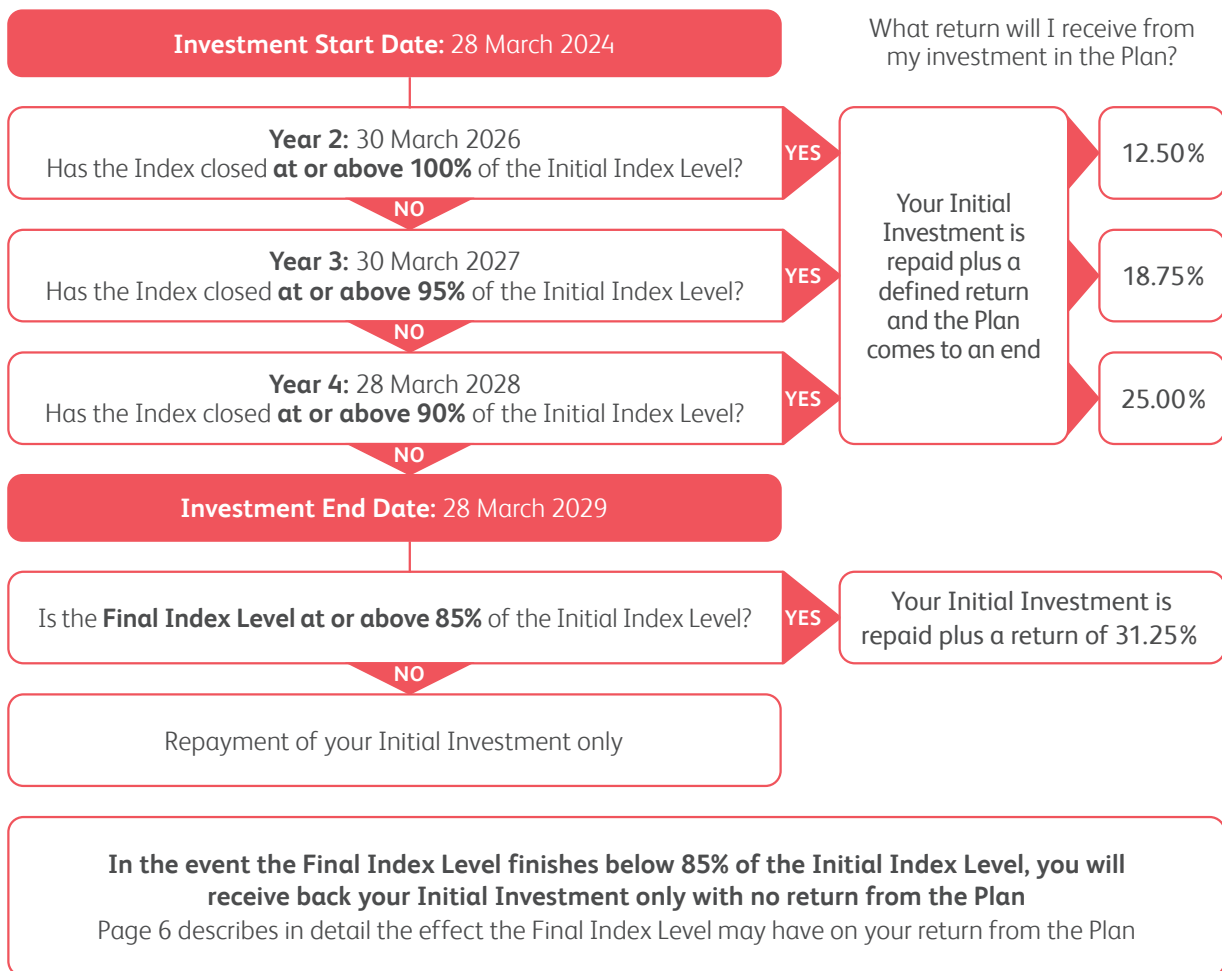 Investment Start Date: 28 March 2024
What return will I receive from
my investment in the Plan?
Year 2: 30 March 2026
Has the Index closed at or above 100% of the Initial Index Level?
YES
NO
Year 3: 30 March 2027
Has the Index closed at or above 95% of the Initial Index Level?
YES
NO
Year 4: 28 March 2028
Has the Index closed at or above 90% of the Initial Index Level?
YES
NO
Your Initial
Investment is
repaid plus a
defined return
and the Plan
comes to an end
12.50%
18.75%
25.00%
Investment End Date: 28 March 2029
Is the Final Index Level at or above 85% of the Initial Index Level?
YES
Your Initial Investment is
repaid plus a return of 31.25%
NO
Repayment of your Initial Investment only
In the event the Final Index Level finishes below 85% of the Initial Index Level, you will
receive back your Initial Investment only with no return from the Plan
Page 6 describes in detail the effect the Final Index Level may have on your return from the Plan